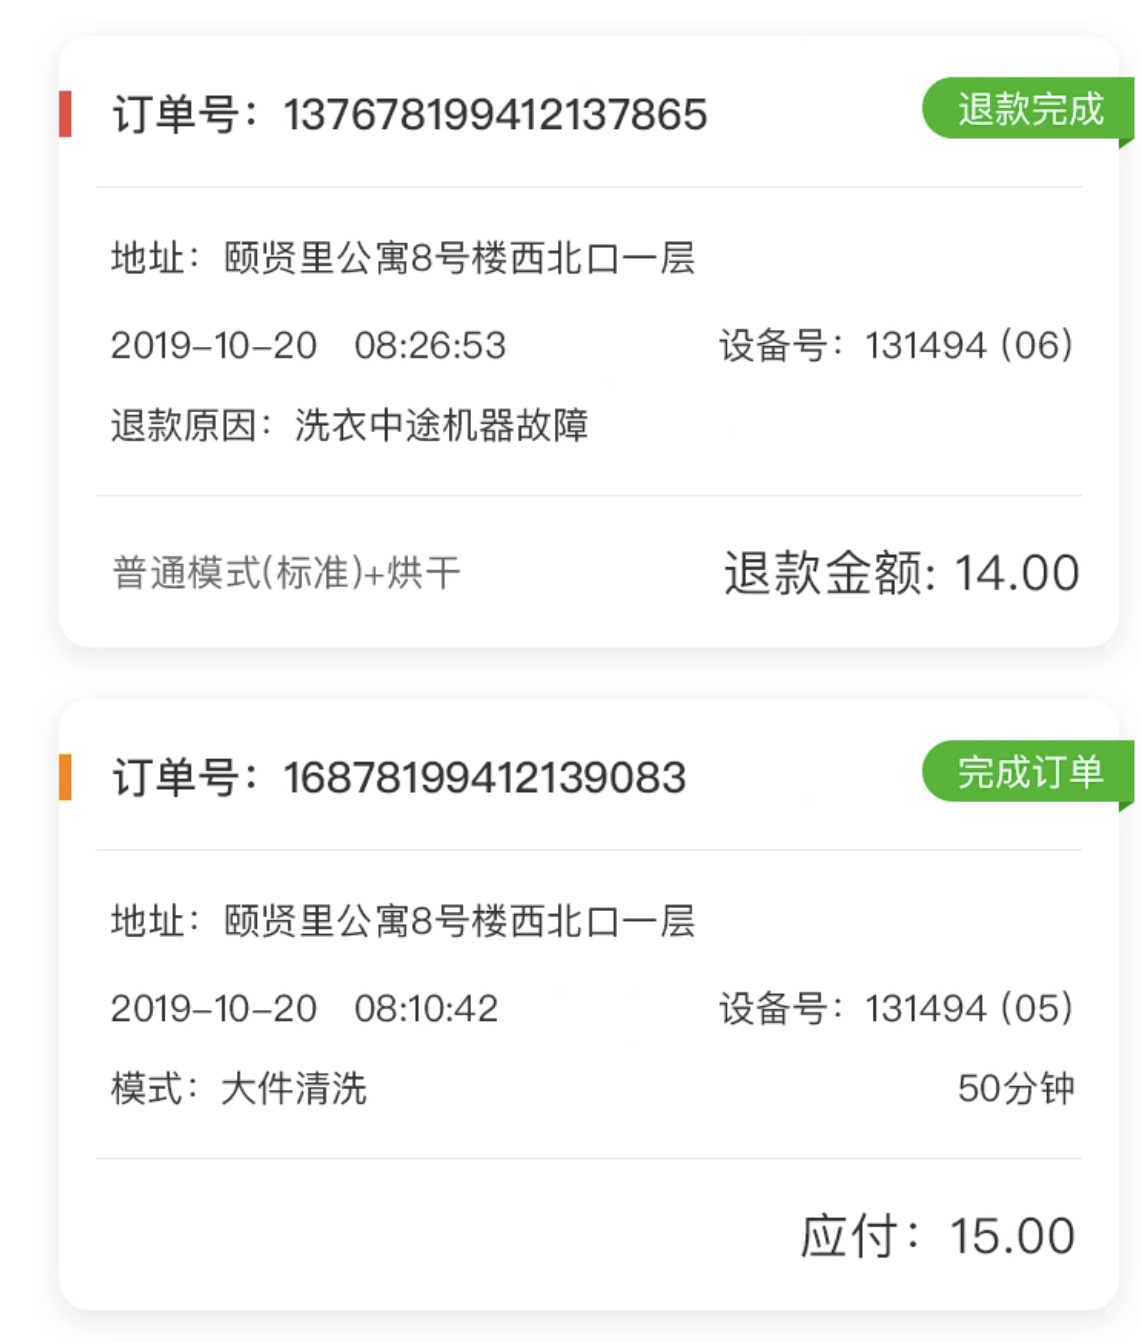 订单号：137678199412137865 退款完成
地址：颐贤里公寓8号楼西北口一层
2019-10-20 08:26:53 设备号：131494 (06)
退款原因：洗衣中途机器故障
普通模式(标准)+烘干 退款金额: 14.00
订单号：16878199412139083 完成订单
地址：颐贤里公寓8号楼西北口一层
2019-10-20 08:10:42 设备号：131494 (05)
模式：大件清洗 50分钟
应付：15.00